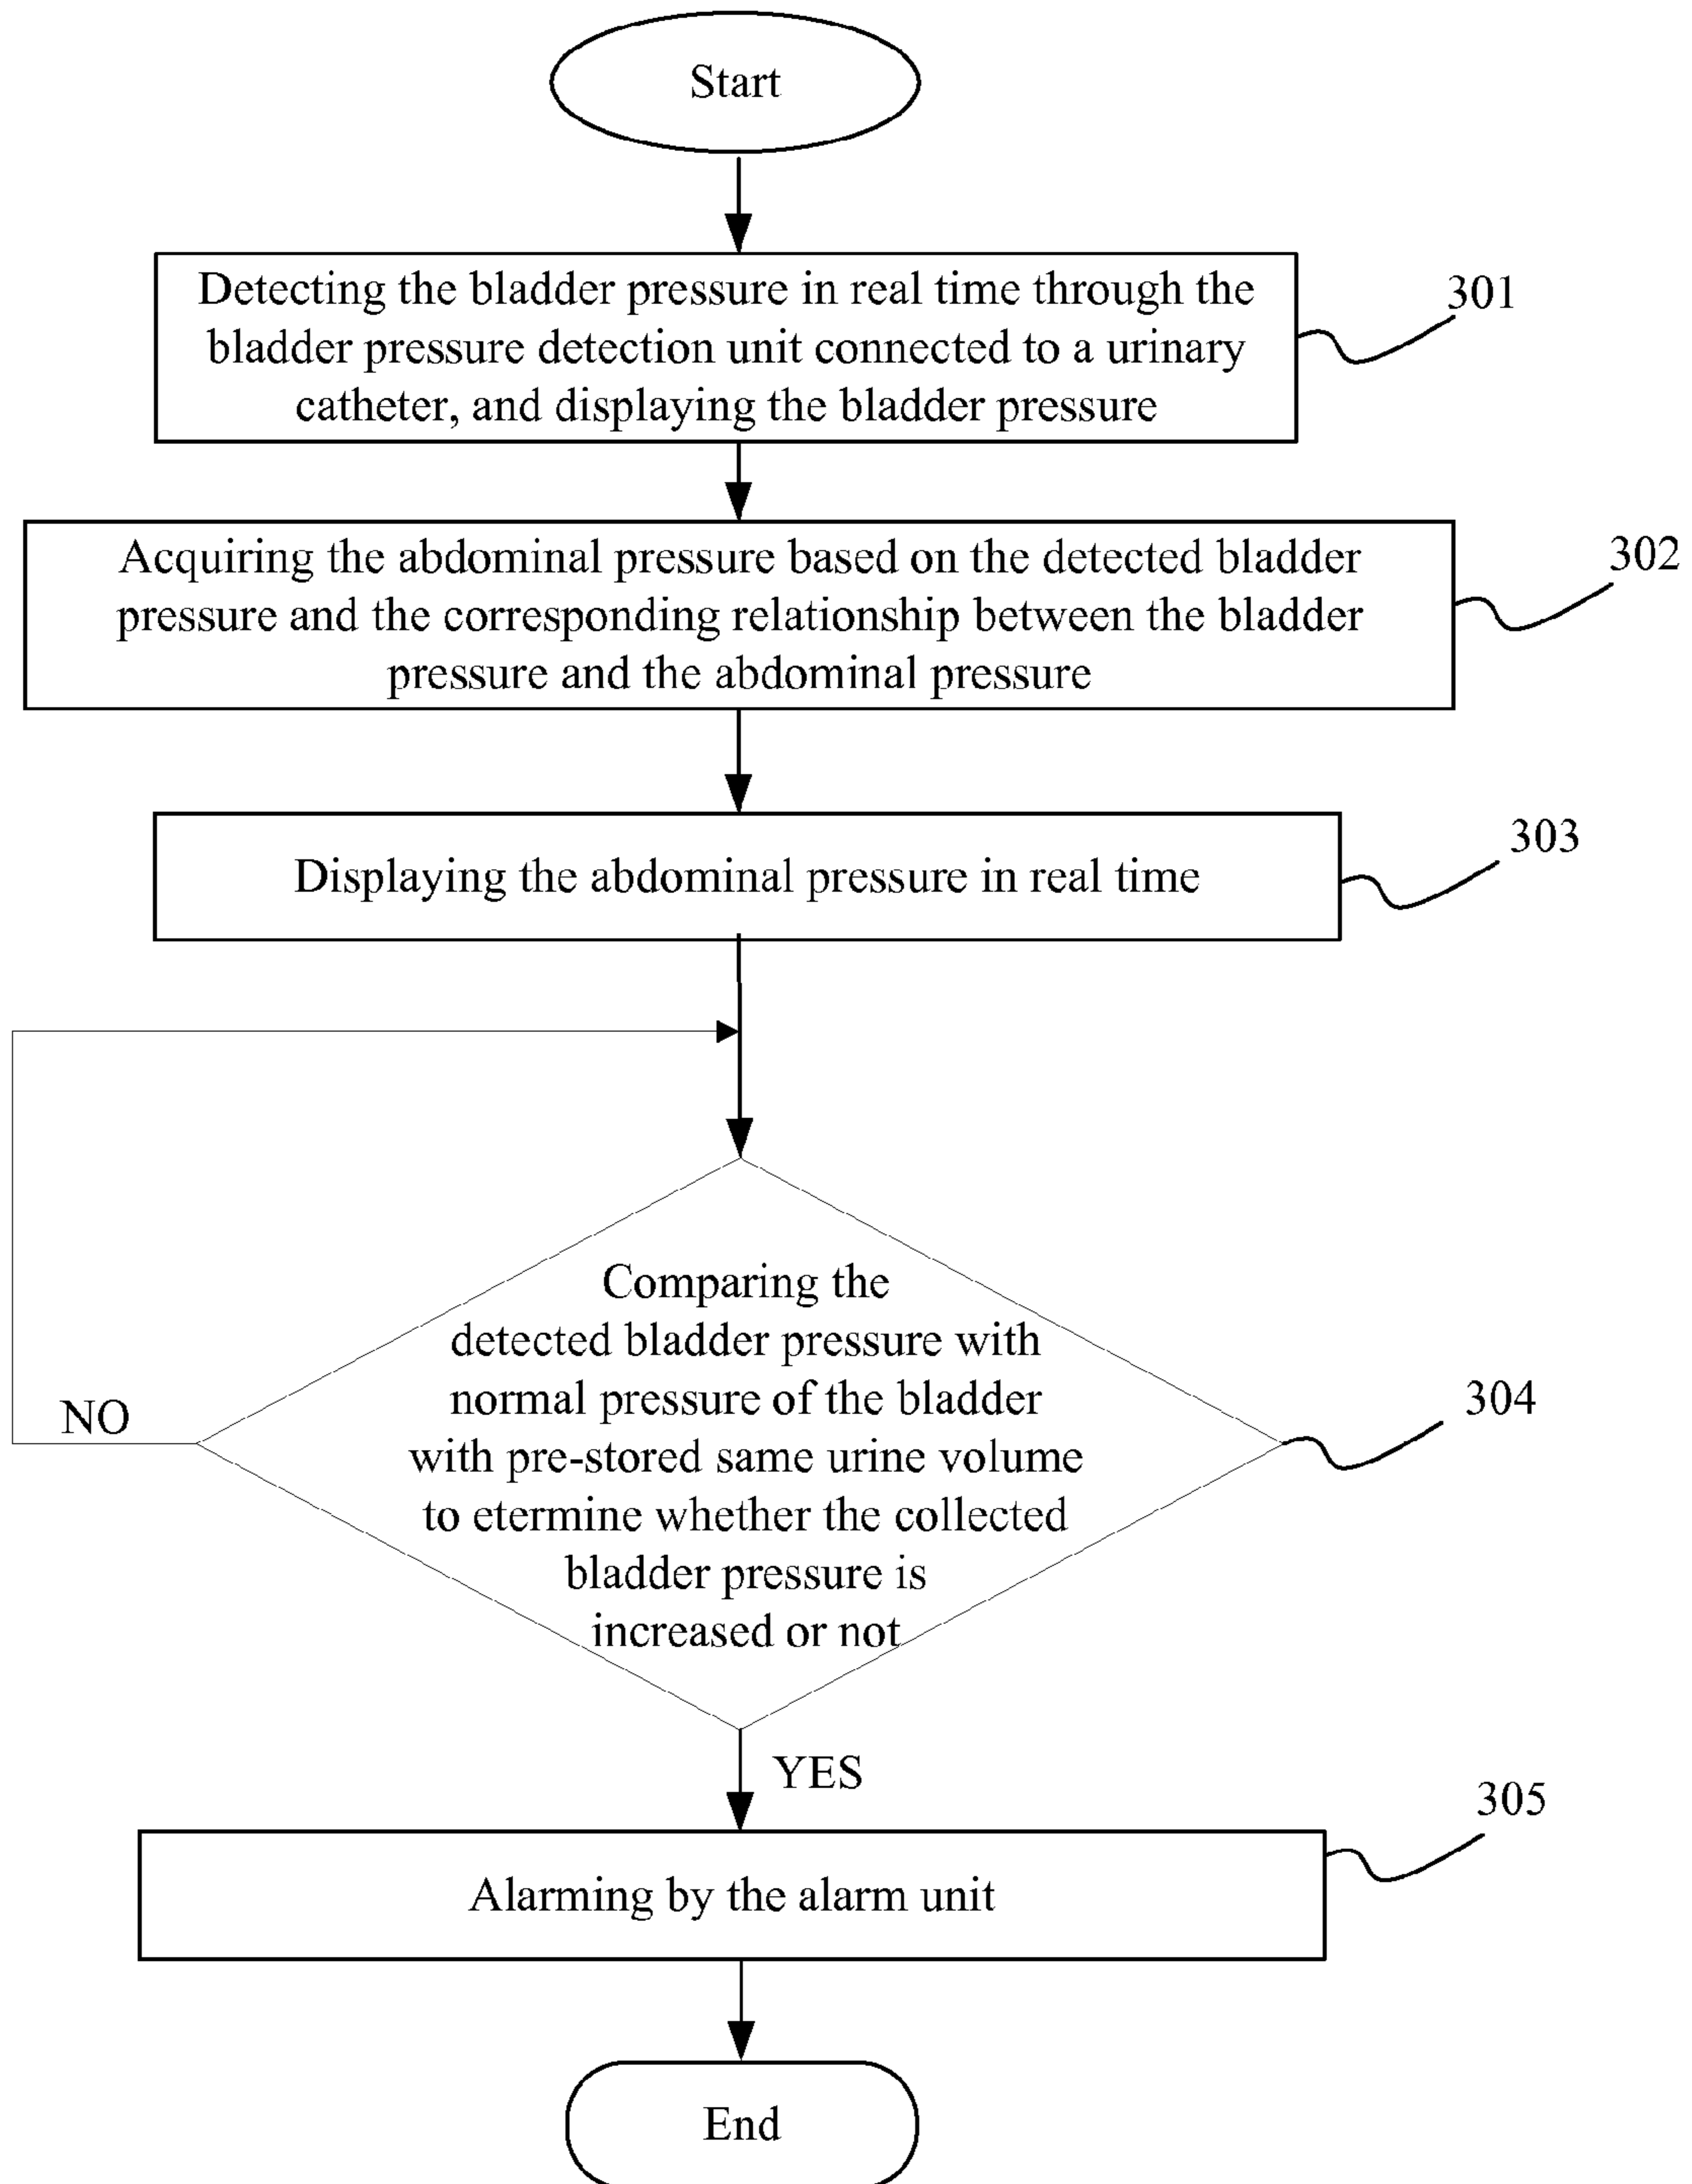 Start
Detecting the bladder pressure in real time through the
bladder pressure detection unit connected to a urinary
catheter, and displaying the bladder pressure
301
Acquiring the abdominal pressure based on the detected bladder
pressure and the corresponding relationship between the bladder
pressure and the abdominal pressure
302
Displaying the abdominal pressure in real time
303
Comparing the
detected bladder pressure with
normal pressure of the bladder
with pre-stored same urine volume
to etermine whether the collected
bladder pressure is
increased or not
304
NO
YES
Alarming by the alarm unit
305
End